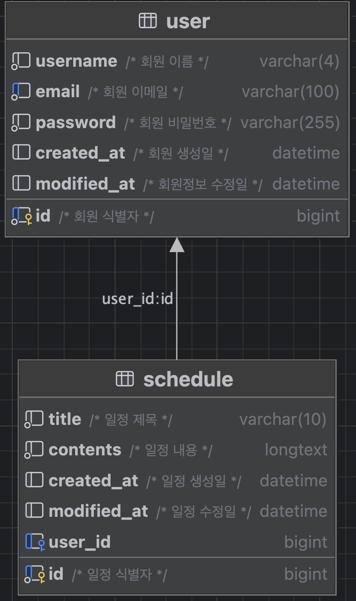 user
username /* 회원 이름 */ varchar(4)
email /* 회원 이메일 */ varchar(100)
password /* 회원 비밀번호 */ varchar(255)
created_at /* 회원 생성일 */ datetime
modified_at /* 회원정보 수정일 */ datetime
id /* 회원 식별자 */ bigint
user_id:id
schedule
title /* 일정 제목 */ varchar(10)
contents /* 일정 내용 */ longtext
created_at /* 일정 생성일 */ datetime
modified_at /* 일정 수정일 */ datetime
user_id bigint
id /* 일정 식별자 */ bigint